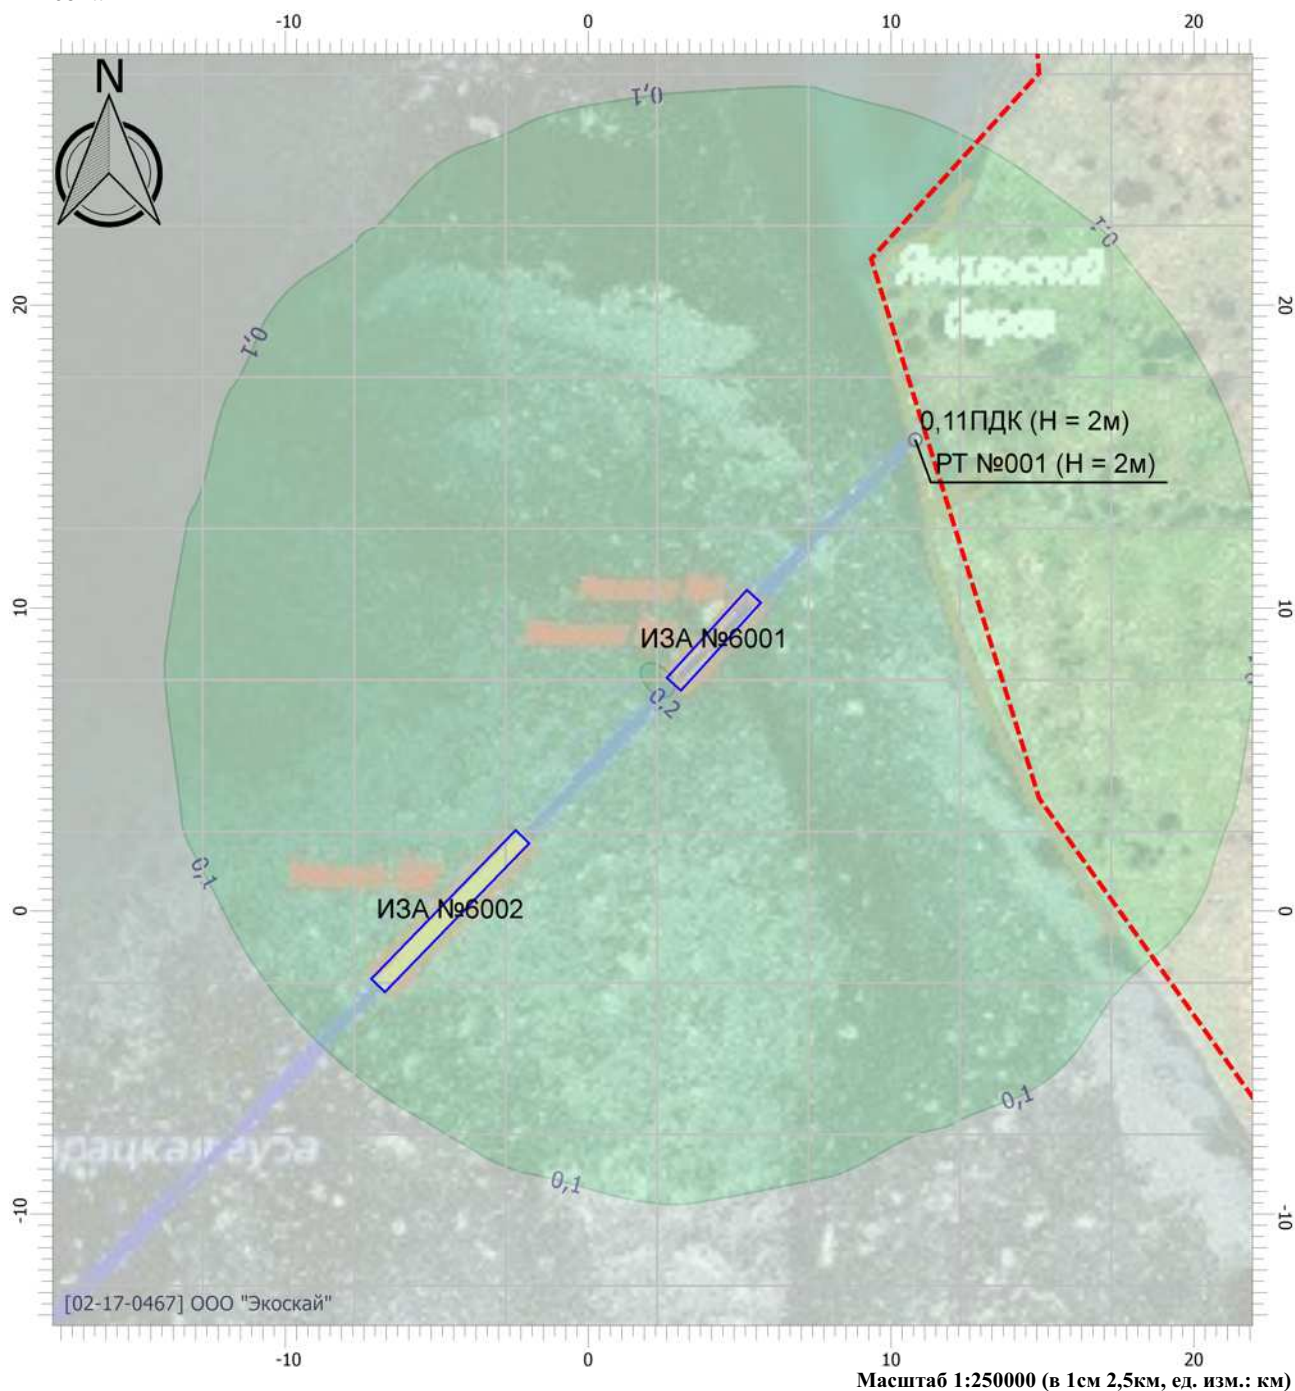 -10 0 10 20
N
0,1
0,1
0,1
20 20
0,11ПДК (H = 2м)
РТ №001 (H = 2м)
10 10
ИЗА №6001
0,2
0,1
0 0
ИЗА №6002
0,1
0,1
-10 -10
[02-17-0467] ООО "Экоскай"
-10 0 10 20
Масштаб 1:250000 (в 1см 2,5км, ед. изм.: км)